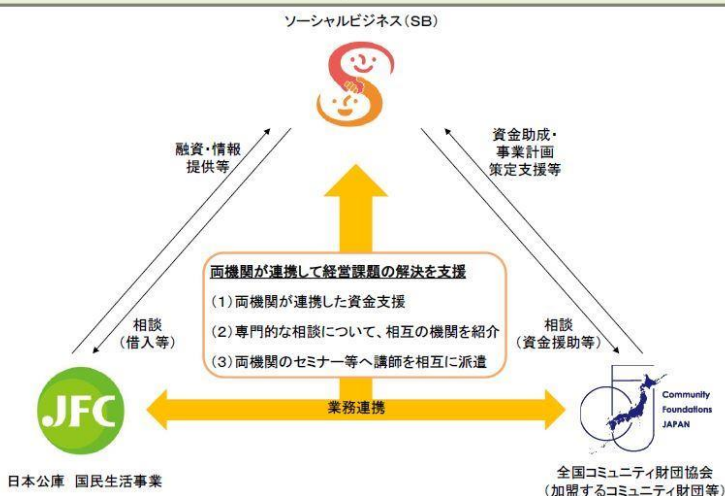 ソーシャルビジネス(SB)
融資・情報
提供等
資金助成・
事業計画
策定支援等
両機関が連携して経営課題の解決を支援
(1)両機関が連携した資金支援
(2)専門的な相談について、相互の機関を紹介
(3)両機関のセミナー等へ講師を相互に派遣
相談
(借入等)
相談
(資金援助等)
業務連携
JFC
Community
Foundations
JAPAN
日本公庫 国民生活事業
全国コミュニティ財団協会
(加盟するコミュニティ財団等)